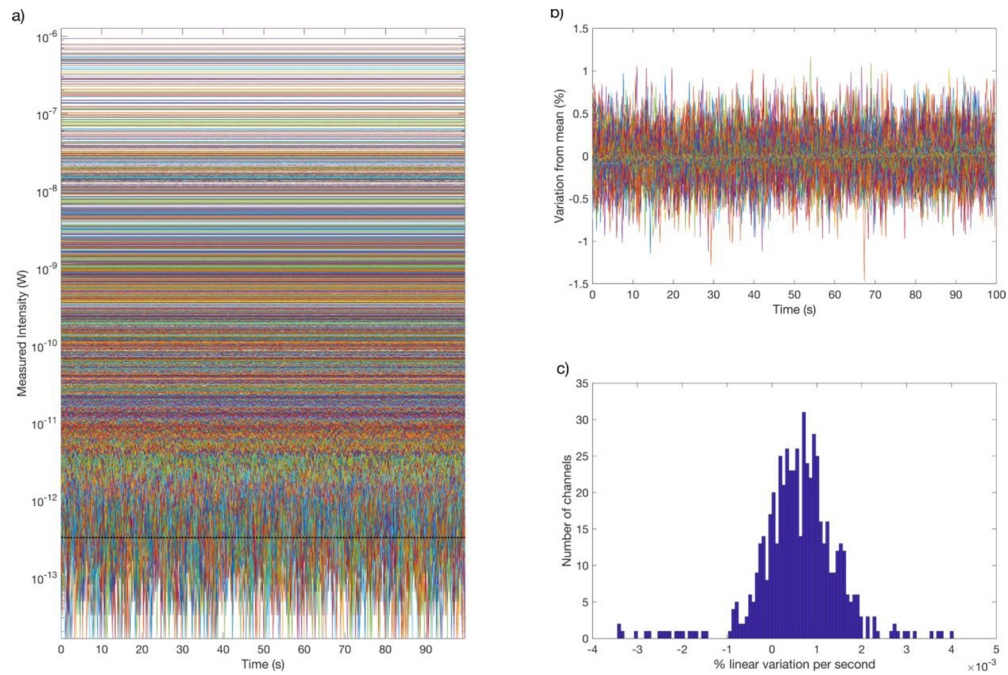 a)
10-6
10-7
10-8
10-9
10-10
10-11
10-12
10-13
Measured Intensity (W)
0 10 20 30 40 50 60 70 80 90
Time (s)
b)
1.5
1
0.5
0
-0.5
-1
-1.5
Variation from mean (%)
0 10 20 30 40 50 60 70 80 90 100
Time (s)
c)
35
30
25
20
15
10
5
0
Number of channels
-4 -3 -2 -1 0 1 2 3 4 5
% linear variation per second
×10-3